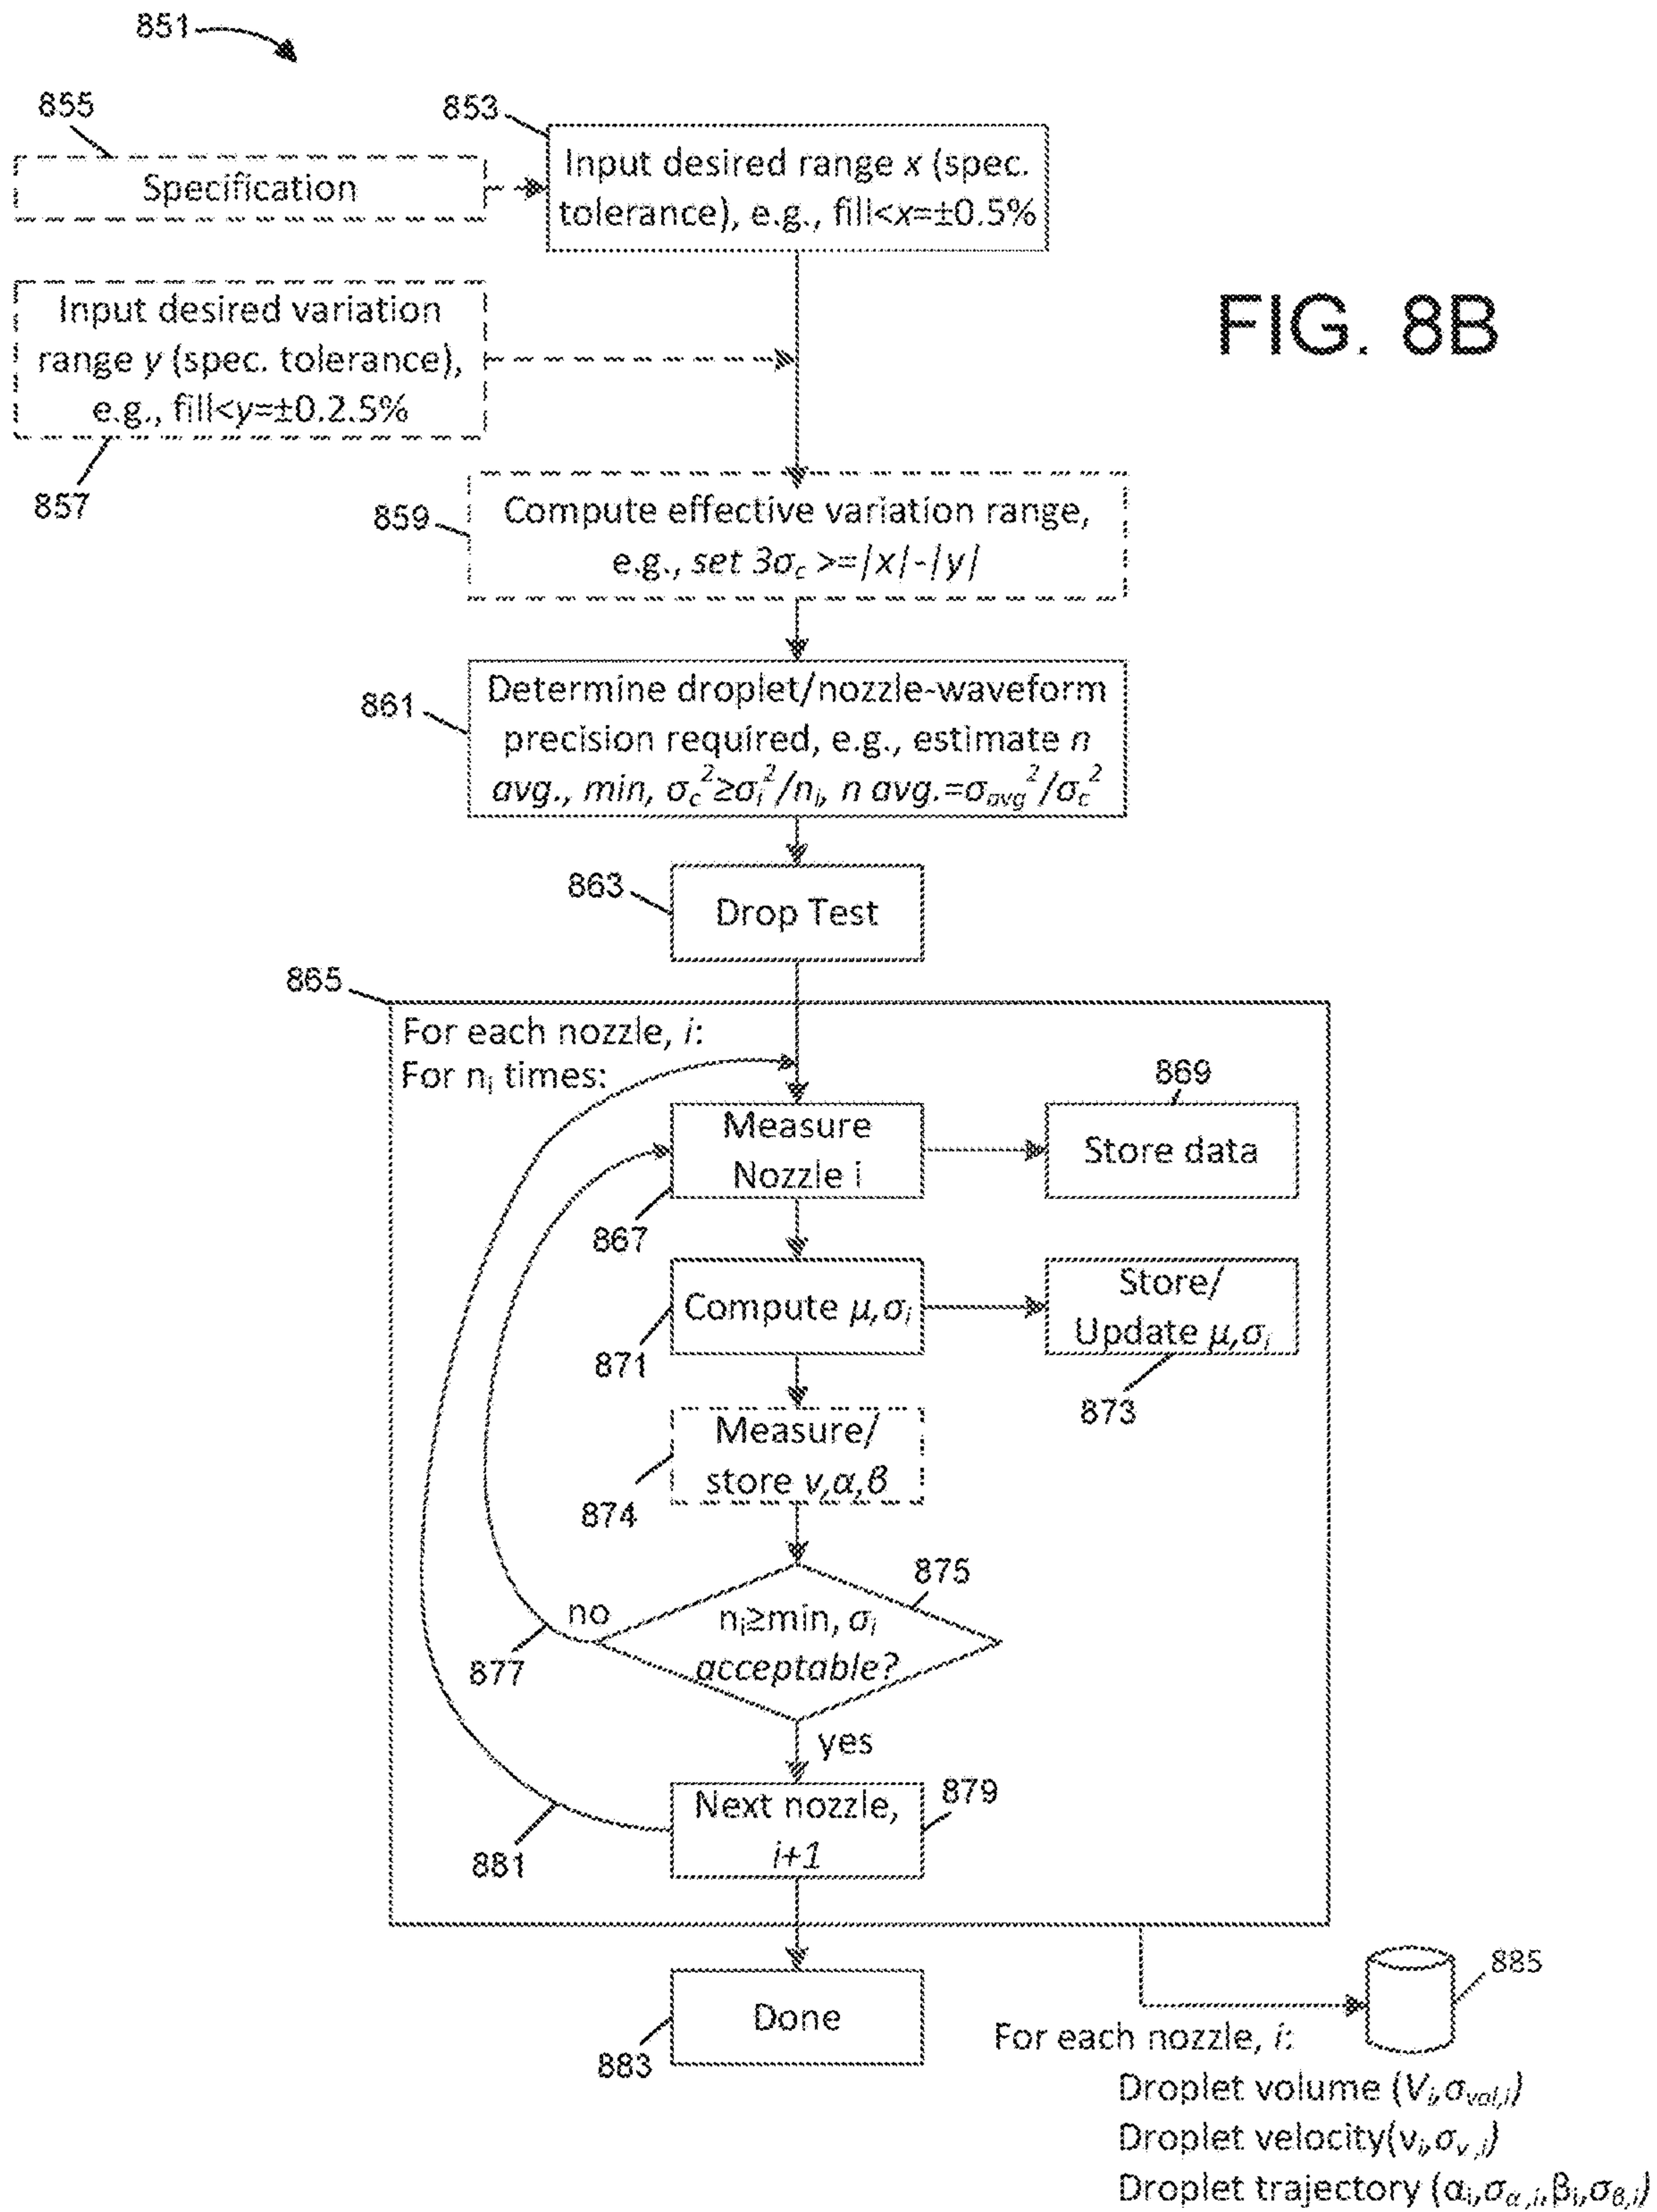 851
855
853
Specification
Input desired range x (spec.
tolerance), e.g., fill<x=±0.5%
Input desired variation
range y (spec. tolerance),
e.g., fill<y=±0.2.5%
857
FIG. 8B
859
Compute effective variation range,
e.g., set 3σc >=|x|-|y|
861
Determine droplet/nozzle-waveform
precision required, e.g., estimate n
avg., min, σc²≥σi²/ni, n avg.=σavg²/σc²
863
Drop Test
865
For each nozzle, i:
For ni times:
869
Measure
Nozzle i
Store data
867
Compute μ,σi
Store/
Update μ,σi
871
873
Measure/
store v,α,β
874
875
no
ni≥min, σi
acceptable?
877
yes
879
Next nozzle,
i+1
881
Done
883
885
For each nozzle, i:
Droplet volume (Vi,σvol,i)
Droplet velocity(vi,σv,i)
Droplet trajectory (αi,σα,i,βi,σβ,i)